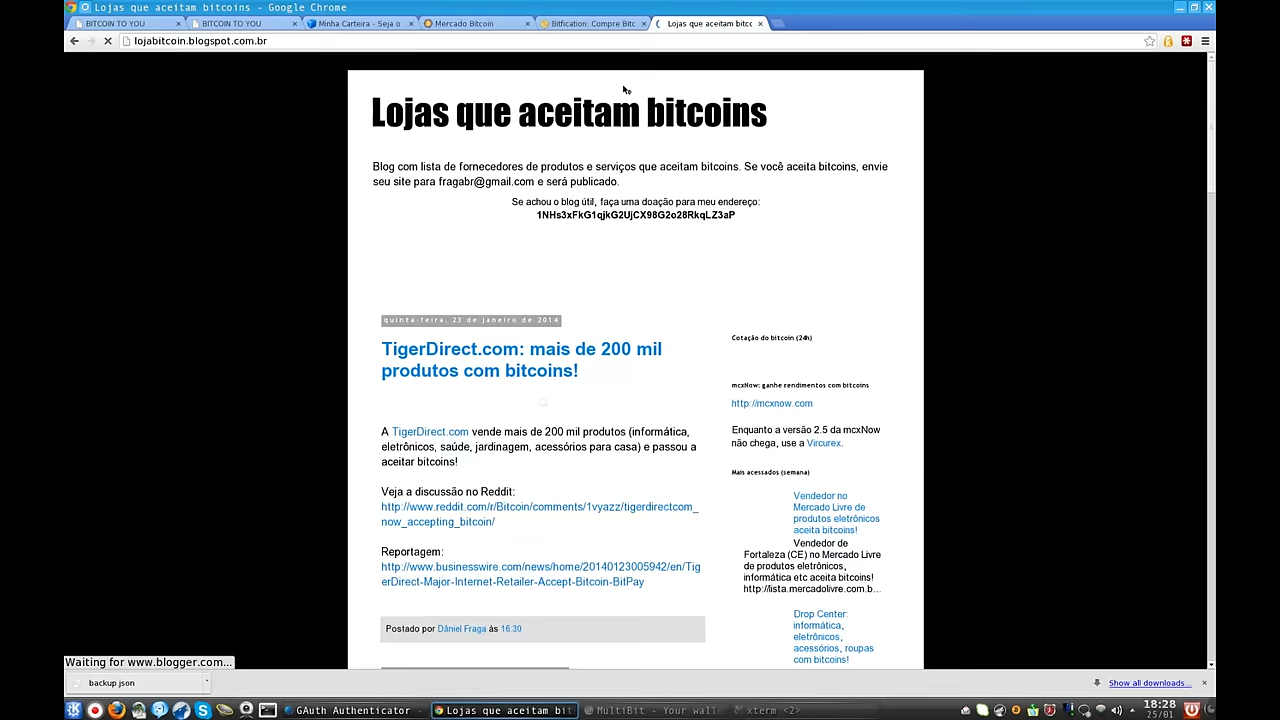 Lojas que aceitam bitcoins - Google Chrome
BITCOIN TO YOU
BITCOIN TO YOU
Minha Carteira - Seja o
Mercado Bitcoin
Bitfication: Compre Bitc
Lojas que aceitam bitcc
lojabitcoin.blogspot.com.br
Lojas que aceitam bitcoins
Blog com lista de fornecedores de produtos e serviços que aceitam bitcoins. Se você aceita bitcoins, envie
seu site para fragabr@gmail.com e será publicado.
Se achou o blog útil, faça uma doação para meu endereço:
1NHs3xFkG1qjkG2UjCX98G2o28RkqLZ3aP
quinta-feira, 23 de janeiro de 2014
TigerDirect.com: mais de 200 mil
produtos com bitcoins!
A TigerDirect.com vende mais de 200 mil produtos (informática,
eletrônicos, saúde, jardinagem, acessórios para casa) e passou a
aceitar bitcoins!
Veja a discussão no Reddit:
http://www.reddit.com/r/Bitcoin/comments/1vyazz/tigerdirectcom_
now_accepting_bitcoin/
Reportagem:
http://www.businesswire.com/news/home/20140123005942/en/Tig
erDirect-Major-Internet-Retailer-Accept-Bitcoin-BitPay
Postado por Dâniel Fraga às 16:30
Cotação do bitcoin (24h)
mcxNow: ganhe rendimentos com bitcoins
http://mcxnow.com
Enquanto a versão 2.5 da mcxNow
não chega, use a Vircurex.
Mais acessados (semana)
Vendedor no
Mercado Livre de
produtos eletrônicos
aceita bitcoins!
Vendedor de
Fortaleza (CE) no Mercado Livre
de produtos eletrônicos,
informática etc aceita bitcoins!
http://lista.mercadolivre.com.b...
Drop Center:
informática,
eletrônicos,
acessórios, roupas
com bitcoins!
Waiting for www.blogger.com...
backup.json
Show all downloads...
GAuth Authenticator
Lojas que aceitam bit
MultiBit - Your walle
xterm <2>
18:28
25/01